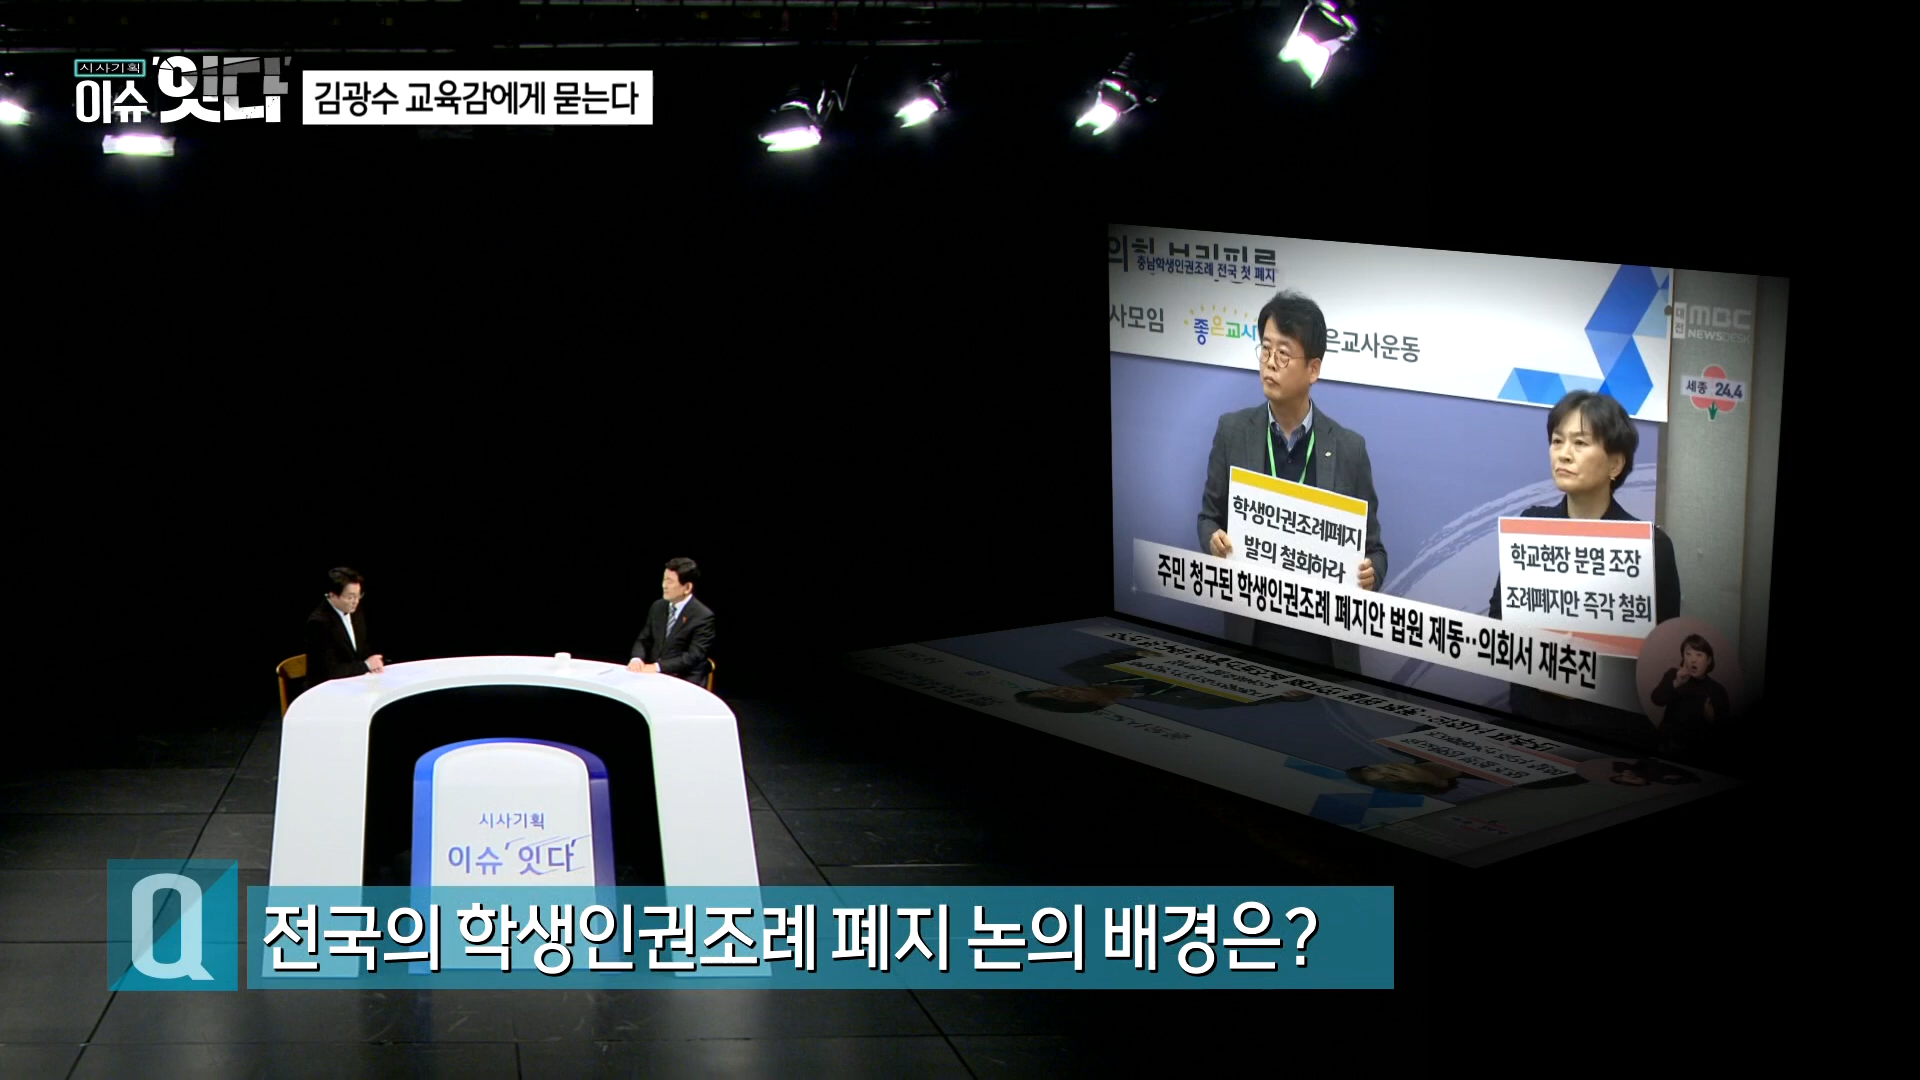 시사기획
이슈 '잇다'
김광수 교육감에게 묻는다
충남학생인권조례 전국 첫 폐지
사모임
좋은교사
은교사운동
대전 MBC
NEWSDESK
세종 24.4
학생인권조례폐지
발의 철회하라
학교현장 분열 조장
조례폐지안 즉각 철회
주민 청구된 학생인권조례 폐지안 법원 제동‥의회서 재추진
시사기획
이슈 '잇다'
Q 전국의 학생인권조례 폐지 논의 배경은?